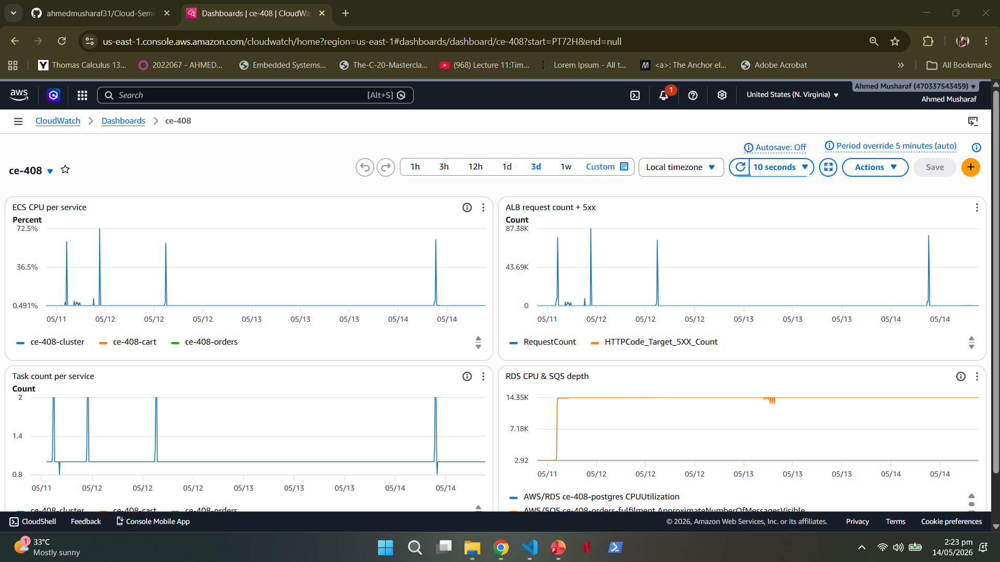 ahmedmusharaf31/Cloud-Seme
Dashboards | ce-408 | CloudWa
us-east-1.console.aws.amazon.com/cloudwatch/home?region=us-east-1#dashboards/dashboard/ce-408?start=PT72H&end=null
Thomas Calculus 13... 2022067 - AHMED... Embedded Systems... The-C-20-Mastercla... (968) Lecture 11:Tim... Lorem Ipsum - All t... <a>: The Anchor el... Adobe Acrobat » All Bookmarks
aws Search [Alt+S] 1 United States (N. Virginia) Ahmed Musharaf (470337543459)
Ahmed Musharaf
CloudWatch Dashboards ce-408
Autosave: Off Period override 5 minutes (auto)
ce-408 1h 3h 12h 1d 3d 1w Custom Local timezone 10 seconds Actions Save +
ECS CPU per service
Percent
72.5%
36.5%
0.491%
05/11 05/12 05/12 05/12 05/13 05/13 05/13 05/14 05/14
ce-408-cluster ce-408-cart ce-408-orders
ALB request count + 5xx
Count
87.38K
43.69K
0
05/11 05/12 05/12 05/12 05/13 05/13 05/13 05/14 05/14
RequestCount HTTPCode_Target_5XX_Count
Task count per service
Count
2
1.4
0.8
05/11 05/12 05/12 05/12 05/13 05/13 05/13 05/14 05/14
ce-408-cluster ce-408-cart ce-408-orders
RDS CPU & SQS depth
14.35K
7.18K
2.92
05/11 05/12 05/12 05/12 05/13 05/13 05/13 05/14 05/14
AWS/RDS ce-408-postgres CPUUtilization
AWS/SQS ce-408-orders-fulfilment ApproximateNumberOfMessagesVisible
CloudShell Feedback Console Mobile App © 2026, Amazon Web Services, Inc. or its affiliates. Privacy Terms Cookie preferences
1 33°C
Mostly sunny
2:23 pm
14/05/2026